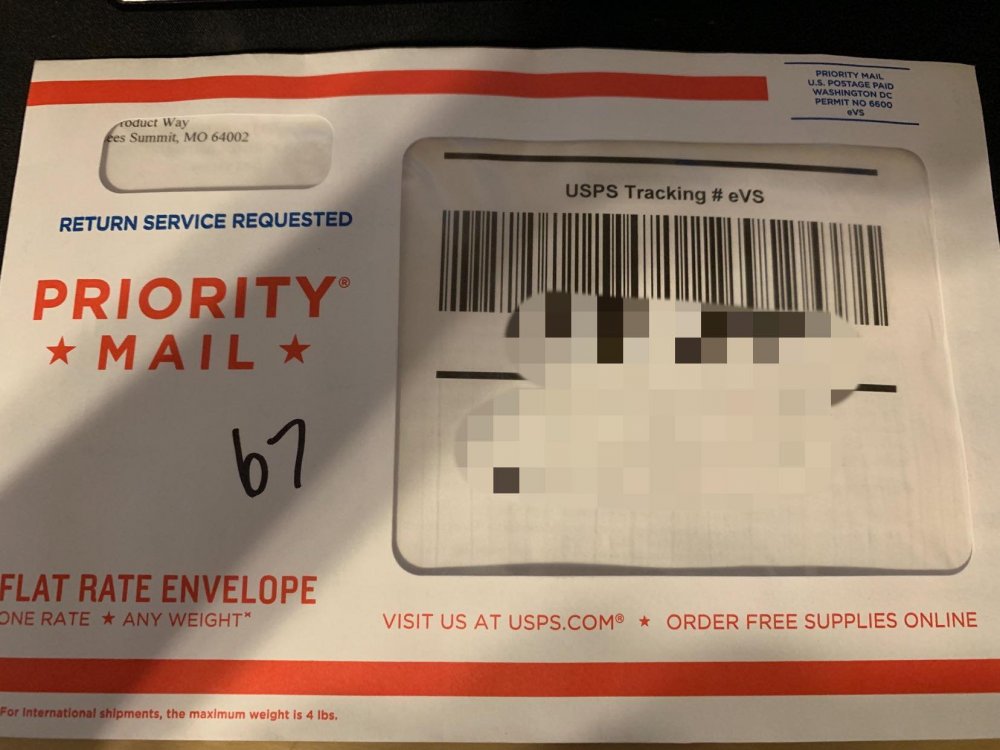 PRIORITY MAIL
U.S. POSTAGE PAID
WASHINGTON DC
PERMIT NO 6600
eVS
roduct Way
ees Summit, MO 64002
USPS Tracking # eVS
RETURN SERVICE REQUESTED
PRIORITY®
★ MAIL ★
67
FLAT RATE ENVELOPE
ONE RATE ★ ANY WEIGHT*
VISIT US AT USPS.COM® ★ ORDER FREE SUPPLIES ONLINE
For International shipments, the maximum weight is 4 lbs.